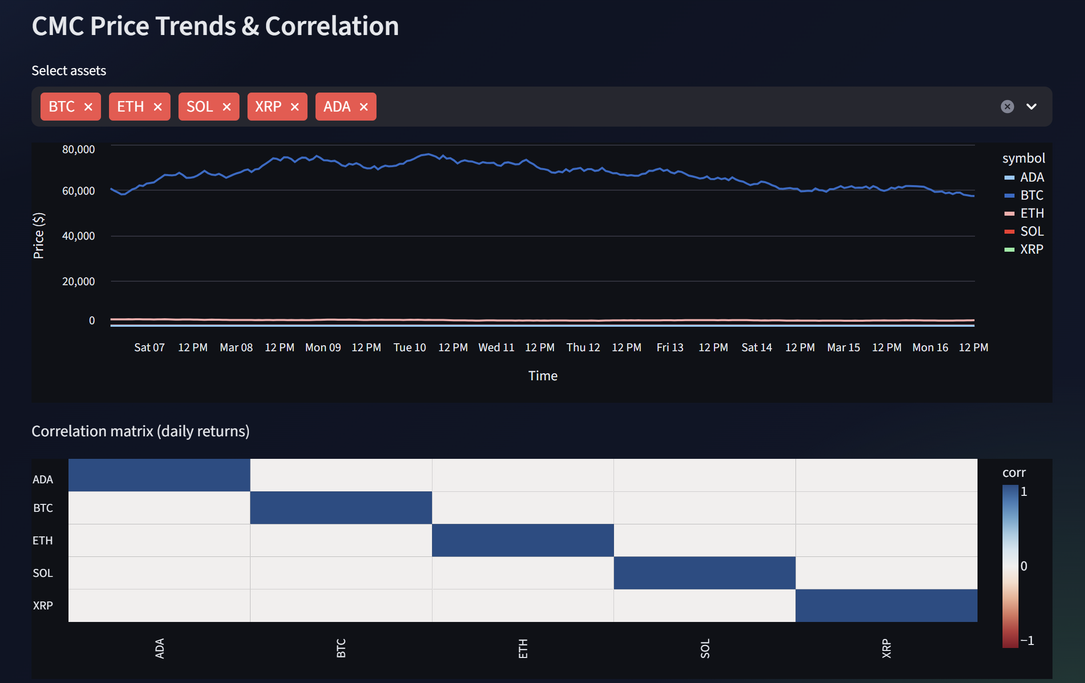 CMC Price Trends & Correlation
Select assets
BTC × ETH × SOL × XRP × ADA ×
80,000
60,000
40,000
20,000
0
Price ($)
Sat 07 12 PM Mar 08 12 PM Mon 09 12 PM Tue 10 12 PM Wed 11 12 PM Thu 12 12 PM Fri 13 12 PM Sat 14 12 PM Mar 15 12 PM Mon 16 12 PM
Time
symbol
ADA
BTC
ETH
SOL
XRP
Correlation matrix (daily returns)
ADA
BTC
ETH
SOL
XRP
ADA BTC ETH SOL XRP
corr
1
0
−1